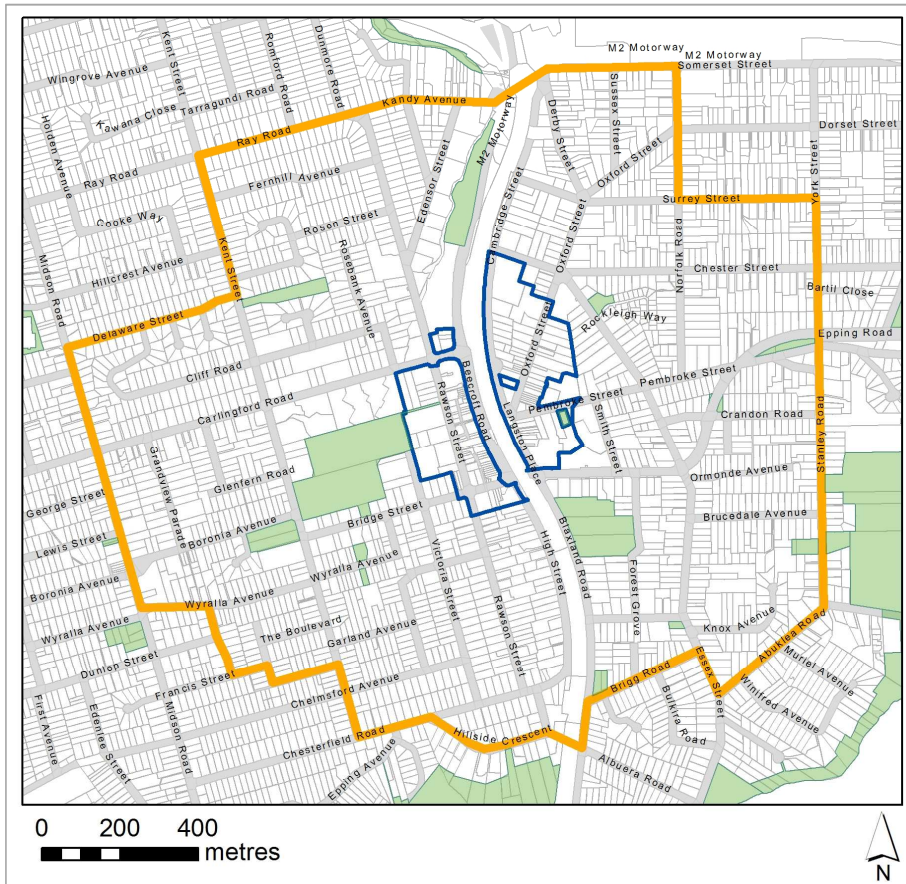 M2 Motorway
M2 Motorway
Somerset Street
Kent Street
Romford Road
Dunmore Road
Wingrove Avenue
Tarragundi Road
Kawana Close
Holden Avenue
Kandy Avenue
M2 Motorway
Derby Street
Sussex Street
Oxford Street
Dorset Street
York Street
Ray Road
Ray Road
Fernhill Avenue
Edensor Street
Cambridge Street
Surrey Street
Cooke Way
Roson Street
Kent Street
Rosebank Avenue
Oxford Street
Norfolk Road
Hillcrest Avenue
Midson Road
Chester Street
Bartil Close
Delaware Street
Rockleigh Way
Oxford Street
Epping Road
Cliff Road
Beecroft Road
Pembroke Street
Carlingford Road
Rawson Street
Langston Place
Pembroke Street
Smith Street
Crandon Road
Stanley Road
Grandview Parade
Glenfern Road
Ormonde Avenue
George Street
Bridge Street
Brucedale Avenue
Lewis Street
Boronia Avenue
Blaxland Road
High Street
Boronia Avenue
Wyralla Avenue
Victoria Street
Forest Grove
Wyralla Avenue
Wyralla Avenue
Rawson Street
Knox Avenue
Abuklea Road
The Boulevard
Garland Avenue
Dunlop Street
Essex Street
Muriel Avenue
Francis Street
Chelmsford Avenue
Brigg Road
Winifred Avenue
First Avenue
Edenlee Street
Midson Road
Bulkira Road
Chesterfield Road
Hillside Crescent
Epping Avenue
Albuera Road
0 200 400
metres
N